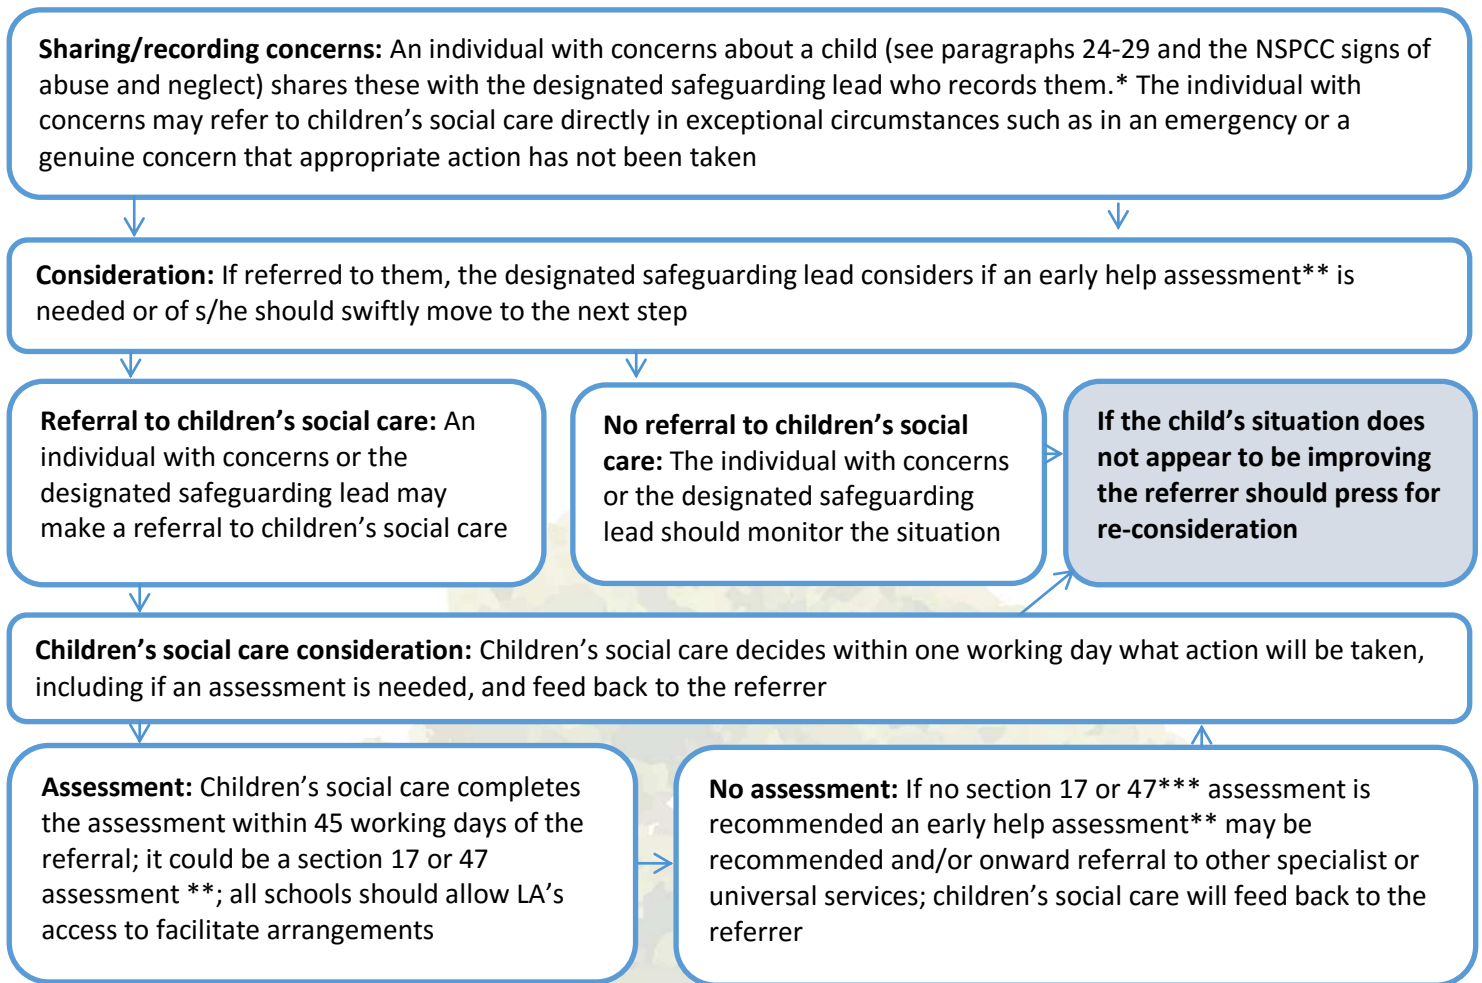 Sharing/recording concerns: An individual with concerns about a child (see paragraphs 24-29 and the NSPCC signs of
abuse and neglect) shares these with the designated safeguarding lead who records them.* The individual with
concerns may refer to children’s social care directly in exceptional circumstances such as in an emergency or a
genuine concern that appropriate action has not been taken
Consideration: If referred to them, the designated safeguarding lead considers if an early help assessment** is
needed or of s/he should swiftly move to the next step
Referral to children’s social care: An
individual with concerns or the
designated safeguarding lead may
make a referral to children’s social care
No referral to children’s social
care: The individual with concerns
or the designated safeguarding
lead should monitor the situation
If the child’s situation does
not appear to be improving
the referrer should press for
re-consideration
Children’s social care consideration: Children’s social care decides within one working day what action will be taken,
including if an assessment is needed, and feed back to the referrer
Assessment: Children’s social care completes
the assessment within 45 working days of the
referral; it could be a section 17 or 47
assessment **; all schools should allow LA’s
access to facilitate arrangements
No assessment: If no section 17 or 47*** assessment is
recommended an early help assessment** may be
recommended and/or onward referral to other specialist or
universal services; children’s social care will feed back to the
referrer